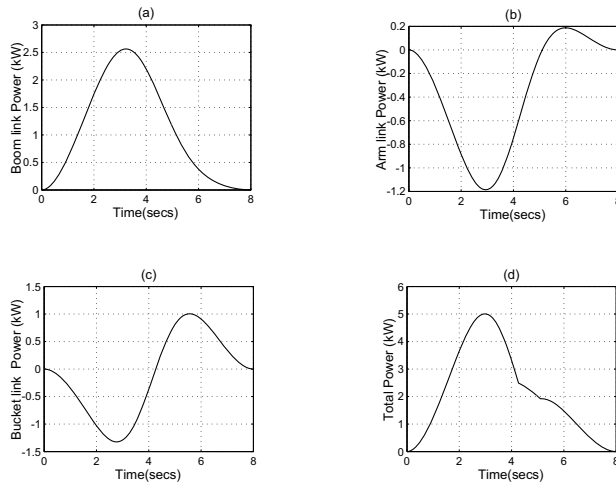 (a)
Boom link Power (kW)
3
2.5
2
1.5
1
0.5
0
0 2 4 6 8
Time(secs)
(b)
Arm link Power (kW)
0.2
0
-0.2
-0.4
-0.6
-0.8
-1
-1.2
0 2 4 6 8
Time(secs)
(c)
Bucket link Power (kW)
1.5
1
0.5
0
-0.5
-1
-1.5
0 2 4 6 8
Time(secs)
(d)
Total Power (kW)
6
5
4
3
2
1
0
0 2 4 6 8
Time(secs)